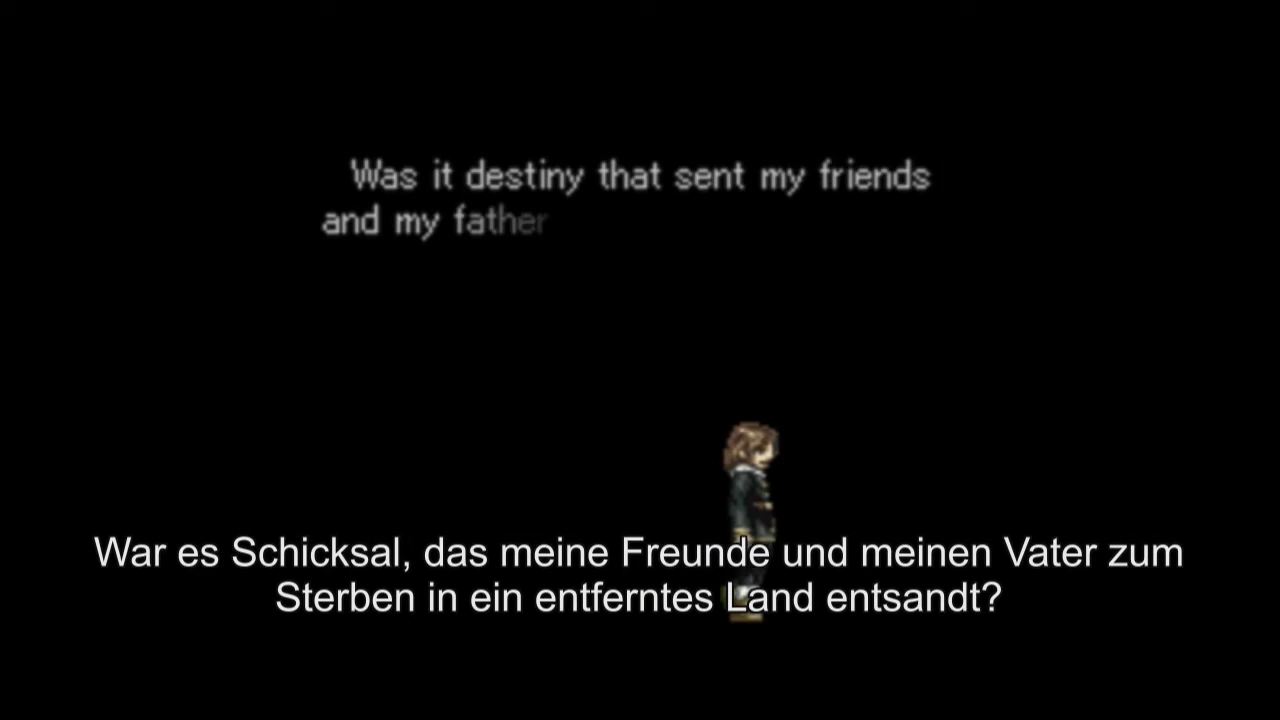 Was it destiny that sent my friends
and my father
War es Schicksal, das meine Freunde und meinen Vater zum
Sterben in ein entferntes Land entsandt?